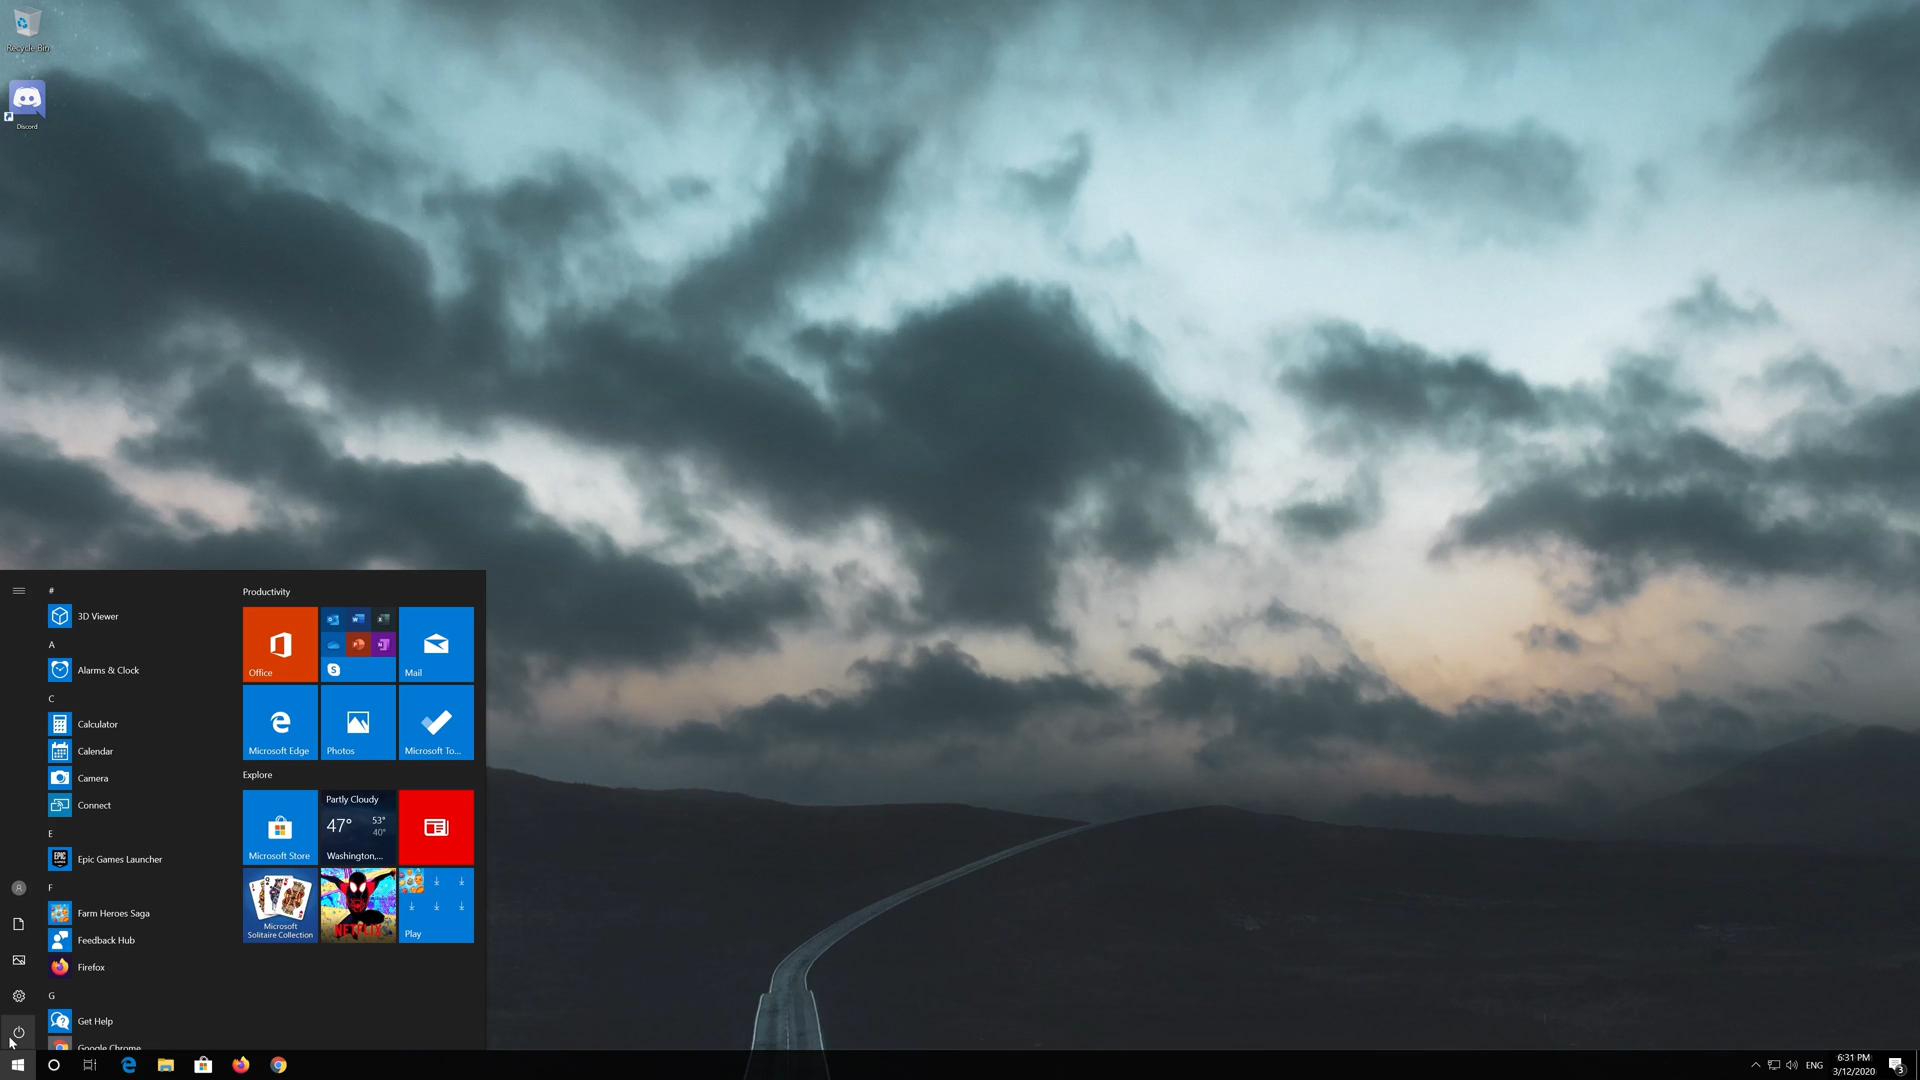 Recycle Bin
Discord
#
3D Viewer
A
Alarms & Clock
C
Calculator
Calendar
Camera
Connect
E
EPIC
Epic Games Launcher
F
Farm Heroes Saga
Feedback Hub
Firefox
G
Get Help
Google Chrome
Productivity
Office
Mail
Microsoft Edge
Photos
Microsoft To...
Explore
Microsoft Store
Partly Cloudy
47° 53°
40°
Washington,...
Microsoft
Solitaire Collection
NETFLIX
Play
ENG
6:31 PM
3/12/2020
3